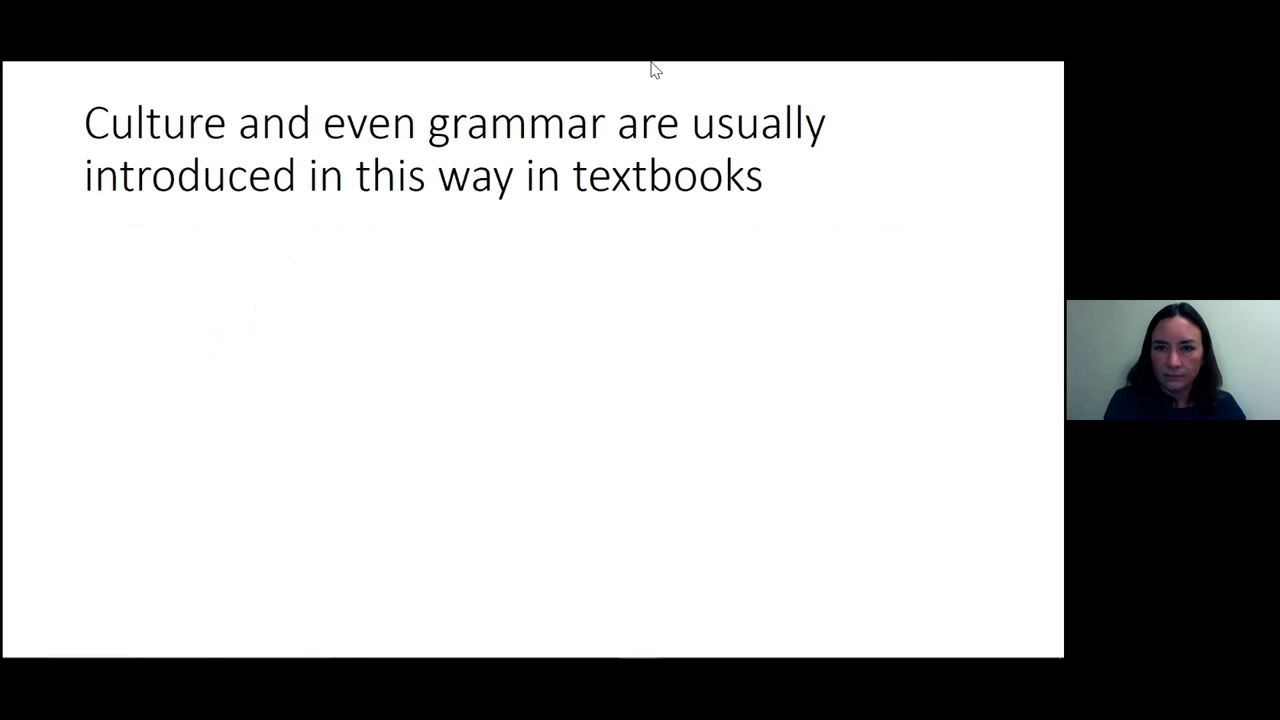 Culture and even grammar are usually
introduced in this way in textbooks